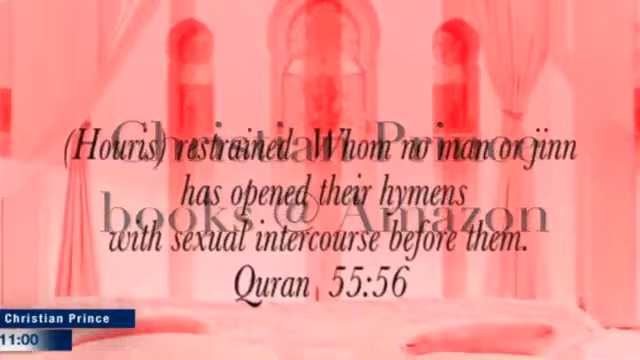 (Houris) restrained Whom no man or jinn
has opened their hymens
with sexual intercourse before them.
Quran 55:56
Christian Prince
books @ Amazon
Christian Prince
11:00